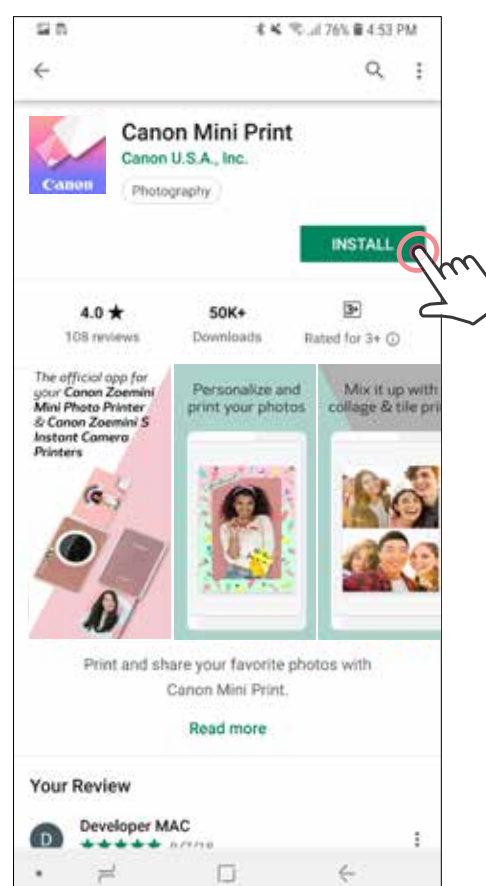 76% 4:53 PM
Canon Mini Print
Canon U.S.A., Inc.
Canon
Photography
INSTALL
4.0 ★
50K+
3+
108 reviews
Downloads
Rated for 3+
The official app for
your Canon Zoemini
Mini Photo Printer
& Canon Zoemini S
Instant Camera
Printers
Personalize and
print your photos
Mix it up with
collage & tile pri
Print and share your favorite photos with
Canon Mini Print.
Read more
Your Review
D
Developer MAC